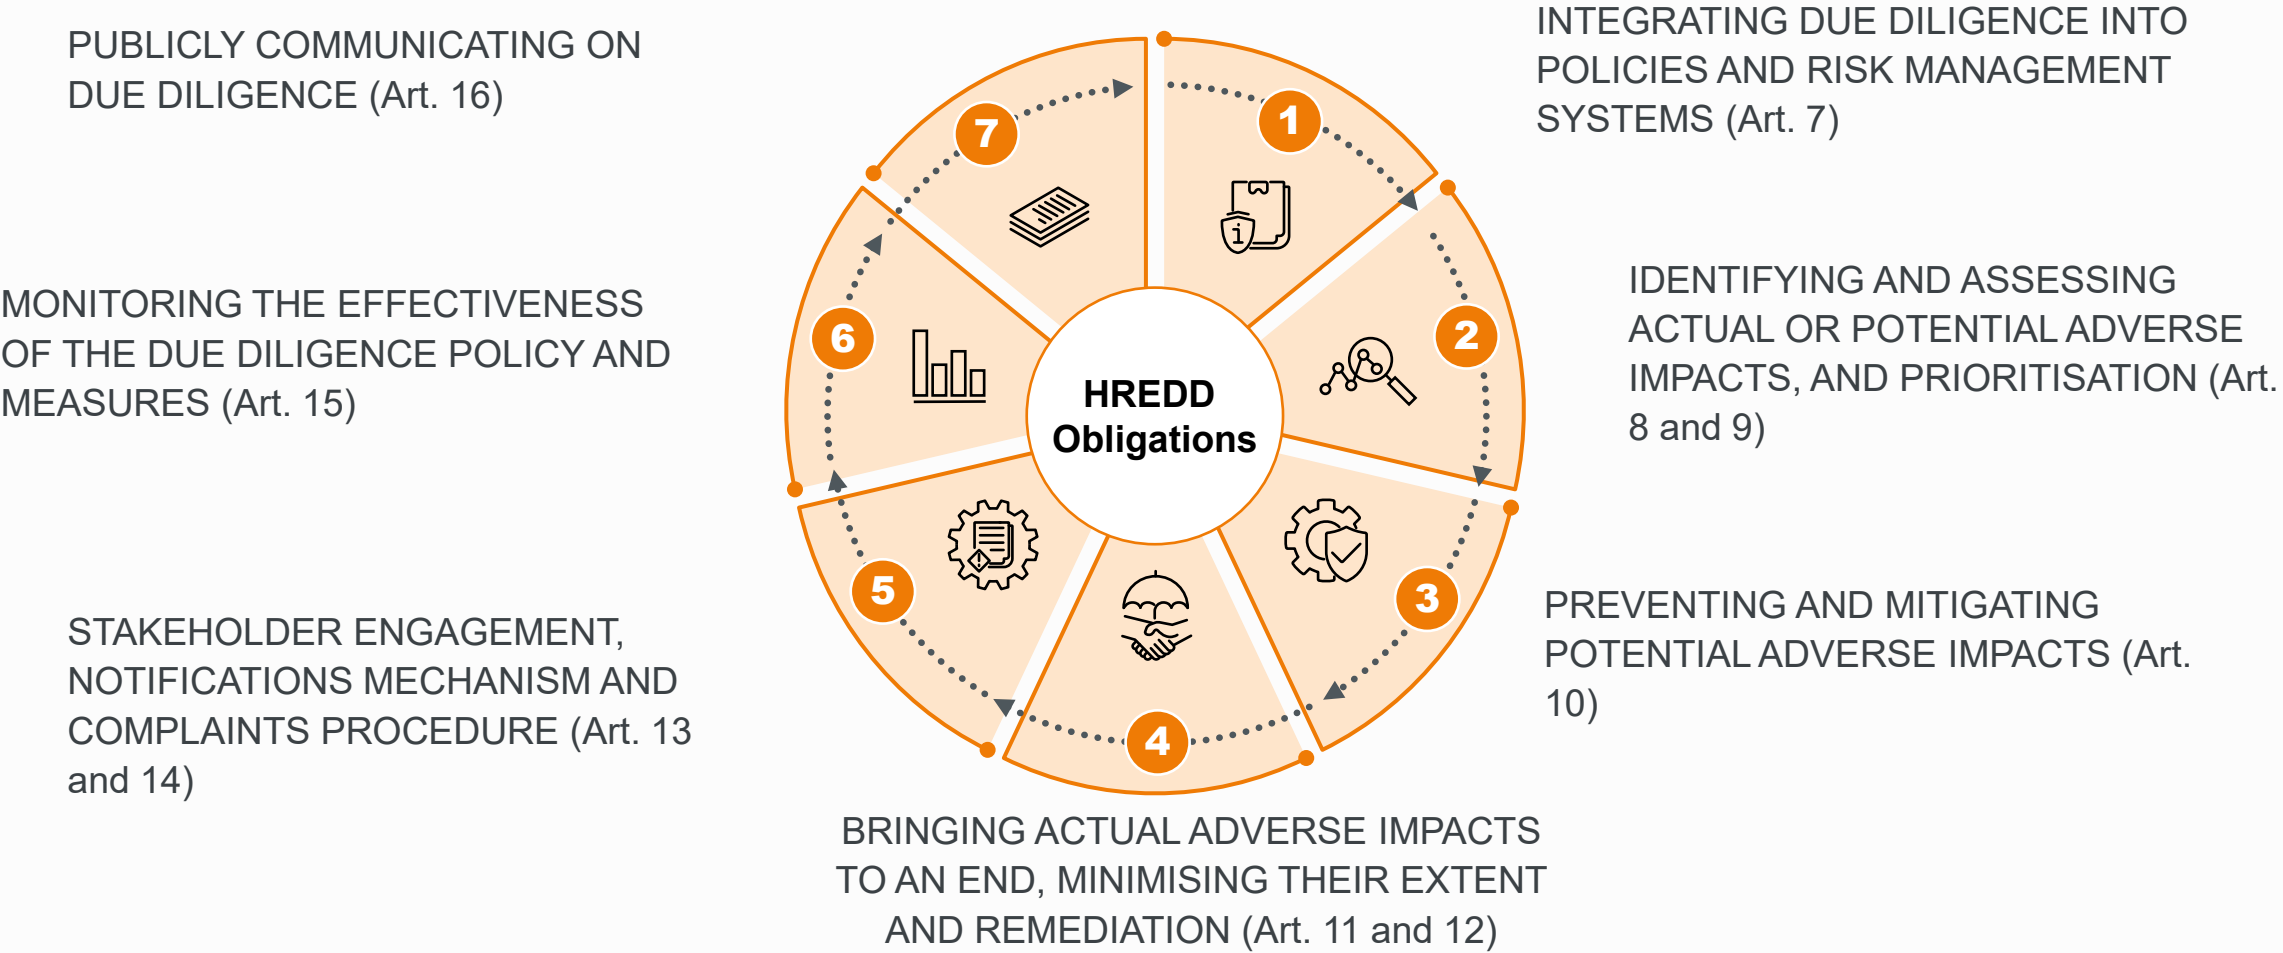 INTEGRATING DUE DILIGENCE INTO
POLICIES AND RISK MANAGEMENT
SYSTEMS (Art. 7)
IDENTIFYING AND ASSESSING
ACTUAL OR POTENTIAL ADVERSE
IMPACTS, AND PRIORITISATION (Art.
8 and 9)
PREVENTING AND MITIGATING
POTENTIAL ADVERSE IMPACTS (Art.
10)
BRINGING ACTUAL ADVERSE IMPACTS
TO AN END, MINIMISING THEIR EXTENT
AND REMEDIATION (Art. 11 and 12)
STAKEHOLDER ENGAGEMENT,
NOTIFICATIONS MECHANISM AND
COMPLAINTS PROCEDURE (Art. 13
and 14)
MONITORING THE EFFECTIVENESS
OF THE DUE DILIGENCE POLICY AND
MEASURES (Art. 15)
PUBLICLY COMMUNICATING ON
DUE DILIGENCE (Art. 16)
1
2
3
4
5
6
7
i
HREDD
Obligations